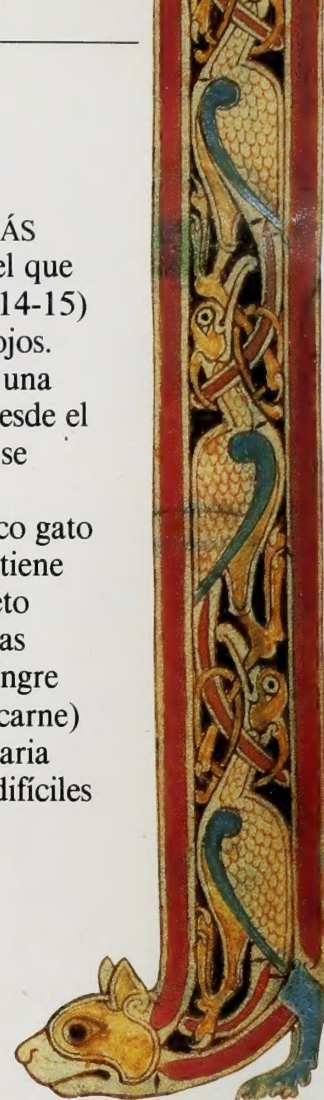 ÁS
el que
14-15)
ojos.
una
esde el
se
co gato
tiene
eto
as
ngre
carne)
aria
difíciles